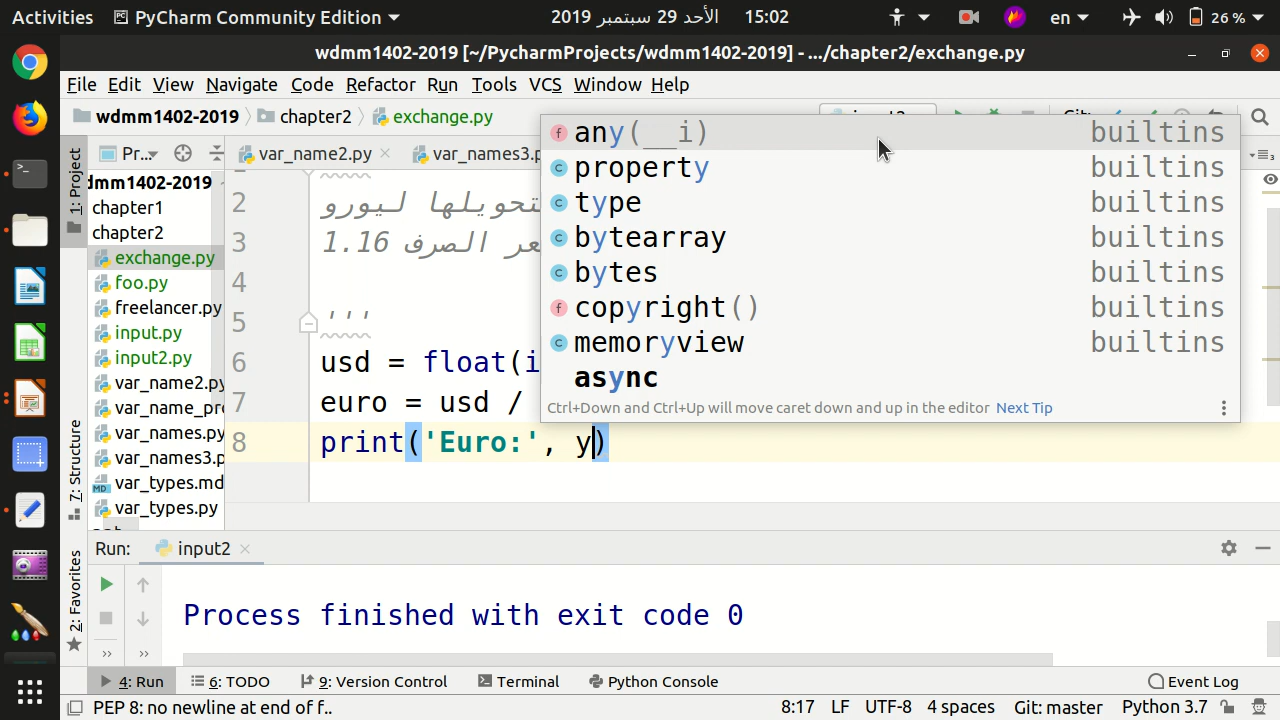 Activities PyCharm Community Edition 2019 الأحد 29 سبتمبر 15:02 en 26 %
wdmm1402-2019 [~/PycharmProjects/wdmm1402-2019] - .../chapter2/exchange.py
File Edit View Navigate Code Refactor Run Tools VCS Window Help
wdmm1402-2019 chapter2 exchange.py
Pr... var_name2.py var_names3.p
1: Project
7: Structure
2: Favorites
dmm1402-2019
chapter1
chapter2
exchange.py
foo.py
freelancer.py
input.py
input2.py
var_name2.py
var_name_pr
var_names.py
var_names3.p
var_types.md
var_types.py
2 لتحويلها ليورو
3 الصرف 1.16
4
5 '''
6 usd = float(i
7 euro = usd /
8 print('Euro:', y)
any(__i) builtins
property builtins
type builtins
bytearray builtins
bytes builtins
copyright() builtins
memoryview builtins
async
Ctrl+Down and Ctrl+Up will move caret down and up in the editor Next Tip
Run: input2
Process finished with exit code 0
4: Run 6: TODO 9: Version Control Terminal Python Console Event Log
PEP 8: no newline at end of f.. 8:17 LF UTF-8 4 spaces Git: master Python 3.7